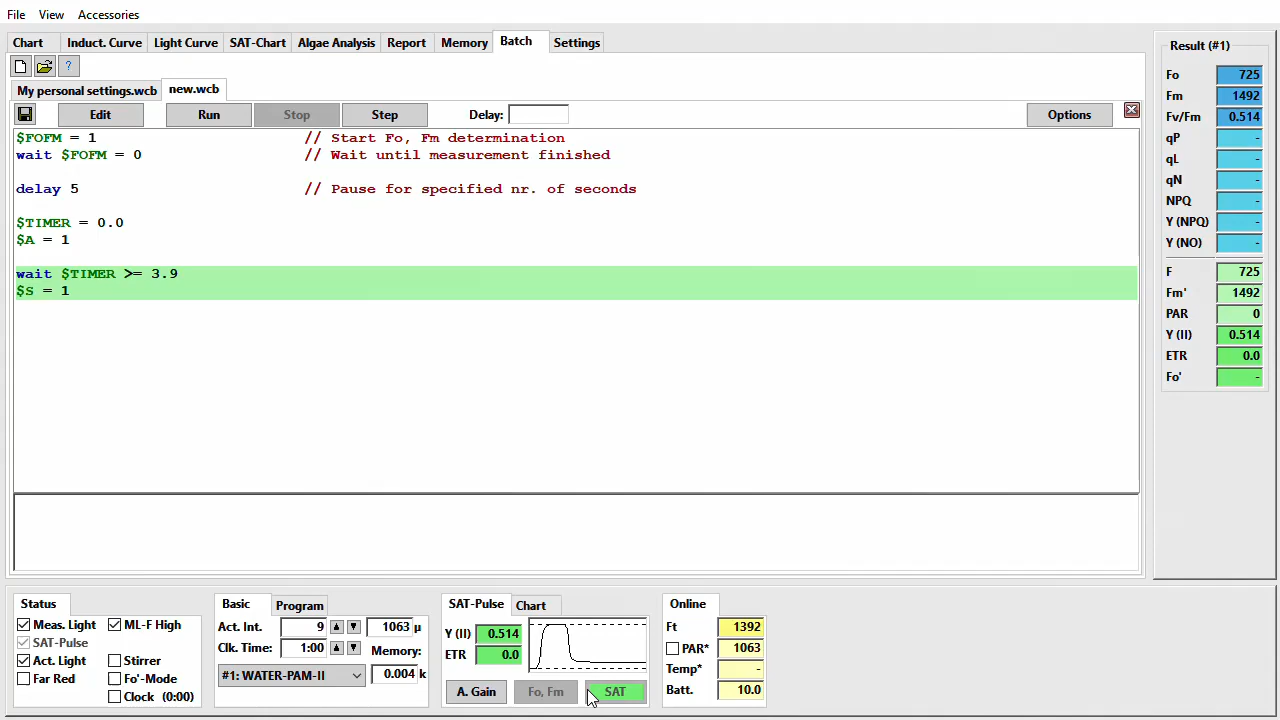 File View Accessories
Chart Induct. Curve Light Curve SAT-Chart Algae Analysis Report Memory Batch Settings
?
My personal settings.wcb new.wcb
Edit Run Stop Step Delay: Options
$FOFM = 1 // Start Fo, Fm determination
wait $FOFM = 0 // Wait until measurement finished
delay 5 // Pause for specified nr. of seconds
$TIMER = 0.0
$A = 1
wait $TIMER >= 3.9
$S = 1
Result (#1)
Fo 725
Fm 1492
Fv/Fm 0.514
qP -
qL -
qN -
NPQ -
Y (NPQ) -
Y (NO) -
F 725
Fm' 1492
PAR 0
Y (II) 0.514
ETR 0.0
Fo' -
Status
Meas. Light ML-F High
SAT-Pulse
Act. Light Stirrer
Far Red Fo'-Mode
Clock (0:00)
Basic Program
Act. Int. 9 1063 µ
Clk. Time: 1:00 Memory:
#1: WATER-PAM-II 0.004 k
SAT-Pulse Chart
Y (II) 0.514
ETR 0.0
A. Gain Fo, Fm SAT
Online
Ft 1392
PAR* 1063
Temp* -
Batt. 10.0